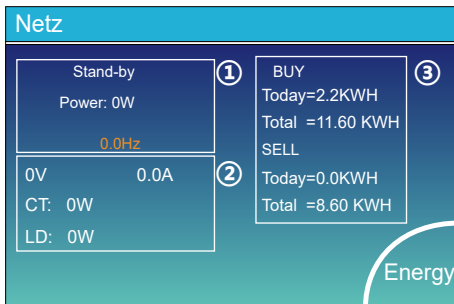 Netz
Stand-by
Power: 0W
0.0Hz
①
0V 0.0A
CT: 0W
LD: 0W
②
BUY
Today=2.2KWH
Total =11.60 KWH
SELL
Today=0.0KWH
Total =8.60 KWH
③
Energy